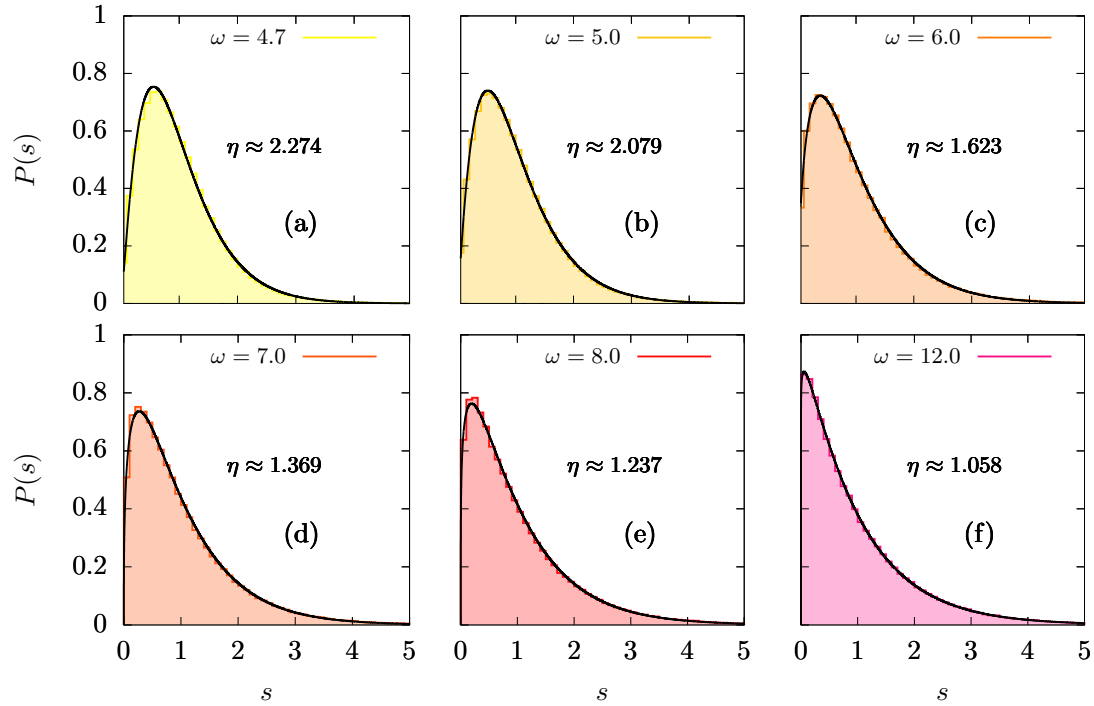 ω = 4.7
ω = 5.0
ω = 6.0
1
0.8
0.6
0.4
0.2
0
P(s)
η ≈ 2.274
η ≈ 2.079
η ≈ 1.623
(a)
(b)
(c)
ω = 7.0
ω = 8.0
ω = 12.0
1
0.8
0.6
0.4
0.2
0
P(s)
η ≈ 1.369
η ≈ 1.237
η ≈ 1.058
(d)
(e)
(f)
0 1 2 3 4 5
0 1 2 3 4 5
0 1 2 3 4 5
s
s
s